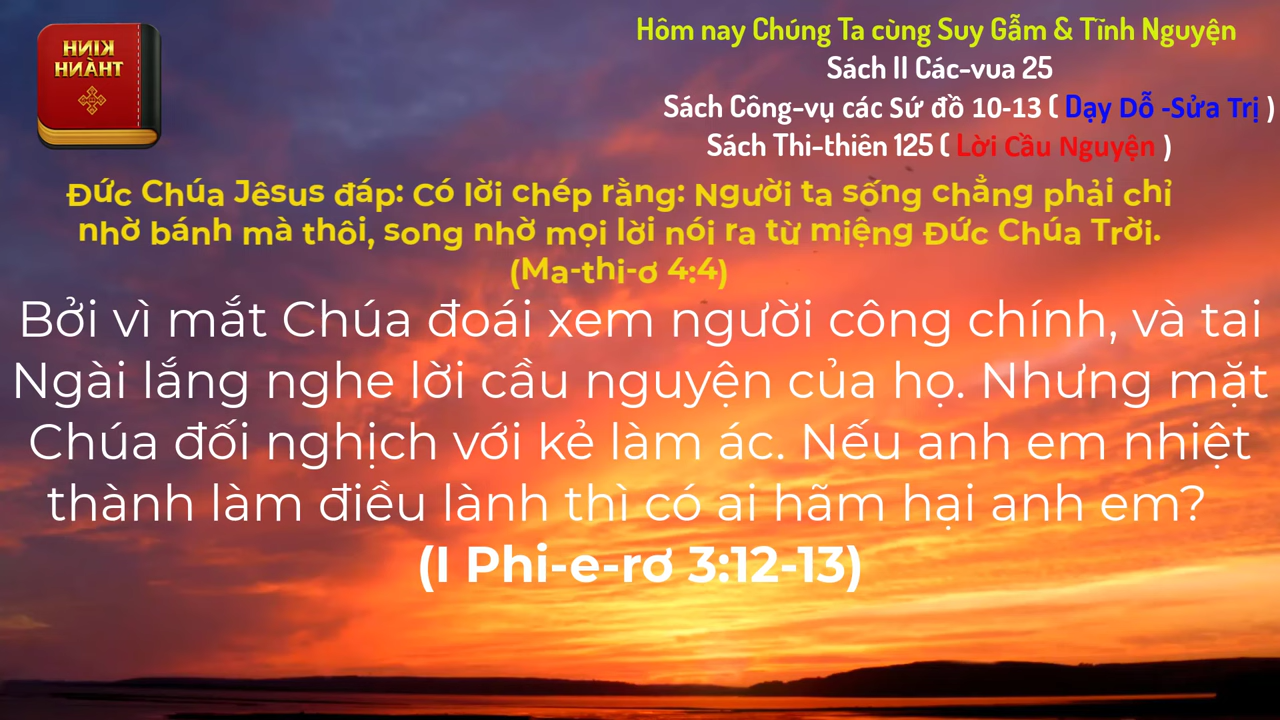 KINH
THÀNH
Hôm nay Chúng Ta cùng Suy Gẫm & Tĩnh Nguyện
Sách II Các-vua 25
Sách Công-vụ các Sứ đồ 10-13 ( Dạy Dỗ -Sửa Trị )
Sách Thi-thiên 125 ( Lời Cầu Nguyện )
Đức Chúa Jêsus đáp: Có lời chép rằng: Người ta sống chẳng phải chỉ
nhờ bánh mà thôi, song nhờ mọi lời nói ra từ miệng Đức Chúa Trời.
(Ma-thi-ơ 4:4)
Bởi vì mắt Chúa đoái xem người công chính, và tai
Ngài lắng nghe lời cầu nguyện của họ. Nhưng mặt
Chúa đối nghịch với kẻ làm ác. Nếu anh em nhiệt
thành làm điều lành thì có ai hãm hại anh em?
(I Phi-e-rơ 3:12-13)